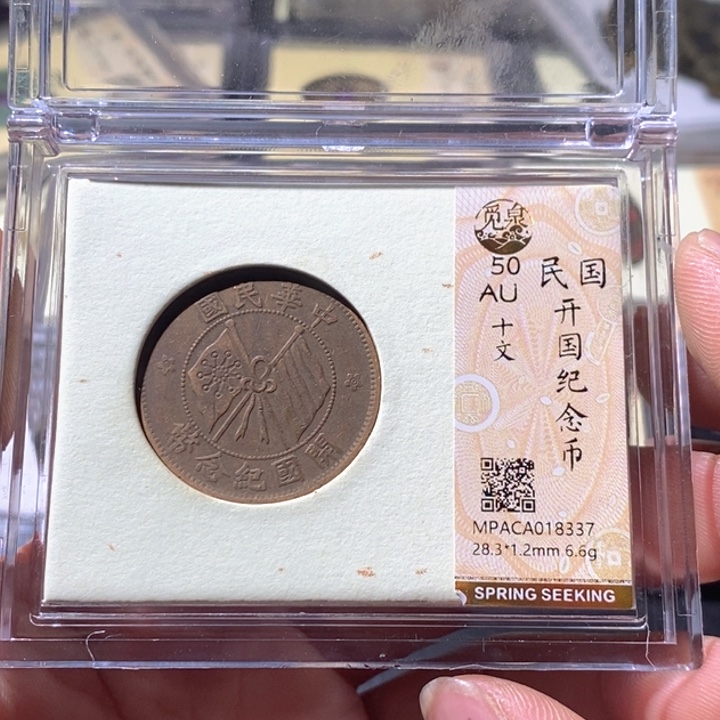 中華民國
開國紀念幣
觅泉
50
AU
十文
民国
开国纪念币
MPACA018337
28.3*1.2mm 6.6g
SPRING SEEKING